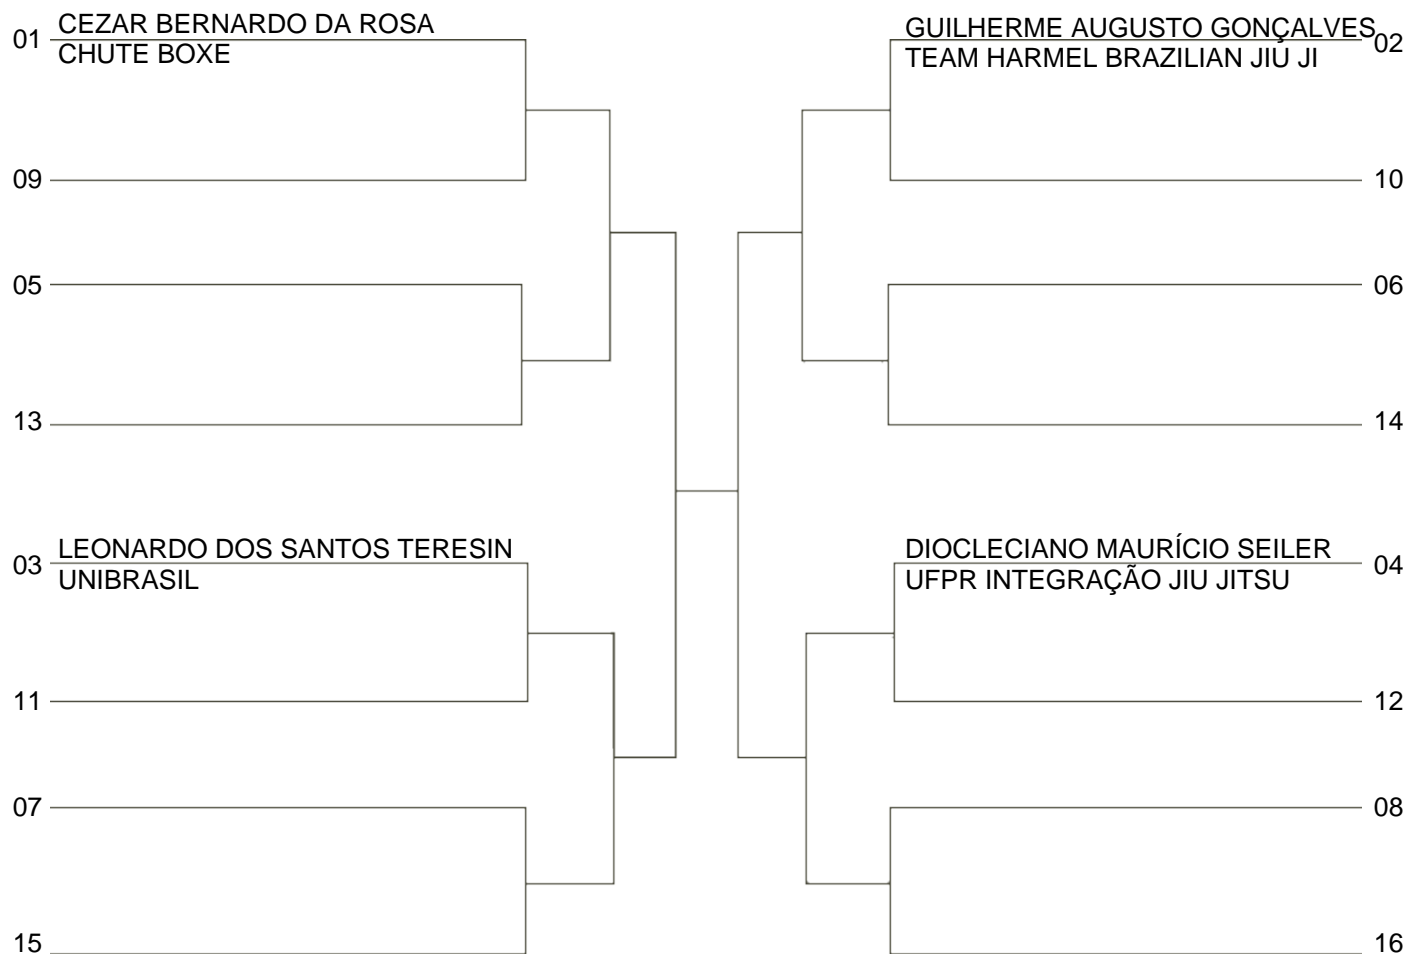 01 CEZAR BERNARDO DA ROSA
CHUTE BOXE
09
05
13
03 LEONARDO DOS SANTOS TERESIN
UNIBRASIL
11
07
15
GUILHERME AUGUSTO GONÇALVES 02
TEAM HARMEL BRAZILIAN JIU JI
10
06
14
DIOCLECIANO MAURÍCIO SEILER 04
UFPR INTEGRAÇÃO JIU JITSU
12
08
16